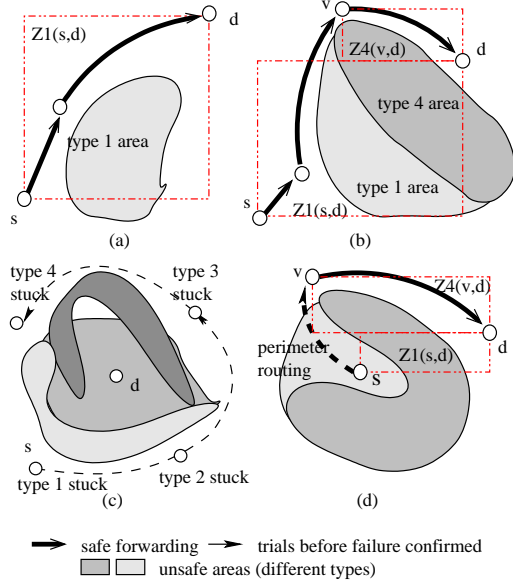 d
Z1(s,d)
type 1 area
s
(a)
v
Z4(v,d)
d
type 4 area
type 1 area
s
Z1(s,d)
(b)
type 4
stuck
type 3
stuck
d
s
type 1 stuck
type 2 stuck
(c)
v
Z4(v,d)
d
Z1(s,d)
perimeter
routing
S
(d)
safe forwarding
trials before failure confirmed
unsafe areas (different types)